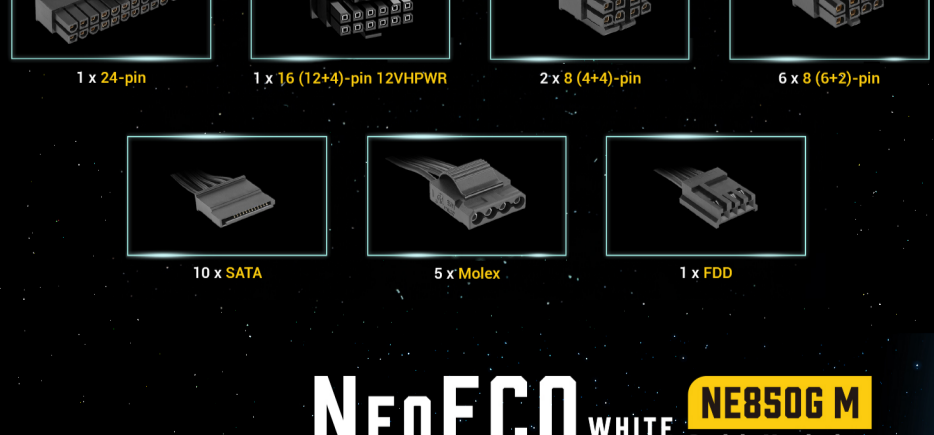 1 x 24-pin
1 x 16 (12+4)-pin 12VHPWR
2 x 8 (4+4)-pin
6 x 8 (6+2)-pin
10 x SATA
5 x Molex
1 x FDD
NeoECO WHITE NE850G M